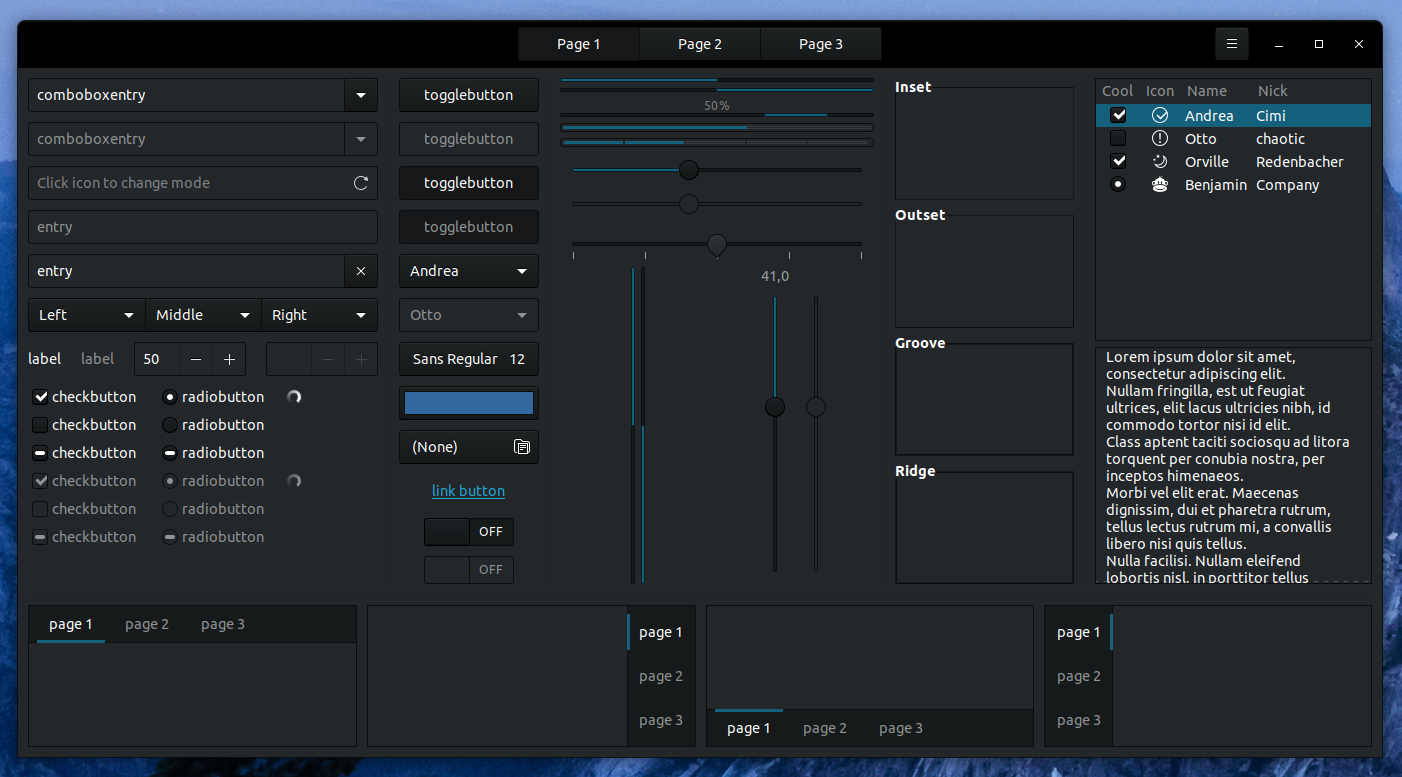 Page 1 Page 2 Page 3
comboboxentry
comboboxentry
Click icon to change mode
entry
entry
Left Middle Right
label label 50
checkbutton radiobutton
checkbutton radiobutton
checkbutton radiobutton
checkbutton radiobutton
checkbutton radiobutton
checkbutton radiobutton
togglebutton
togglebutton
togglebutton
togglebutton
Andrea
Otto
Sans Regular 12
(None)
link button
OFF
OFF
50%
41,0
Inset
Outset
Groove
Ridge
Cool Icon Name Nick
Andrea Cimi
Otto chaotic
Orville Redenbacher
Benjamin Company
Lorem ipsum dolor sit amet,
consectetur adipiscing elit.
Nullam fringilla, est ut feugiat
ultrices, elit lacus ultricies nibh, id
commodo tortor nisi id elit.
Class aptent taciti sociosqu ad litora
torquent per conubia nostra, per
inceptos himenaeos.
Morbi vel elit erat. Maecenas
dignissim, dui et pharetra rutrum,
tellus lectus rutrum mi, a convallis
libero nisi quis tellus.
Nulla facilisi. Nullam eleifend
lobortis nisl, in porttitor tellus
page 1 page 2 page 3
page 1
page 2
page 3
page 1 page 2 page 3
page 1
page 2
page 3